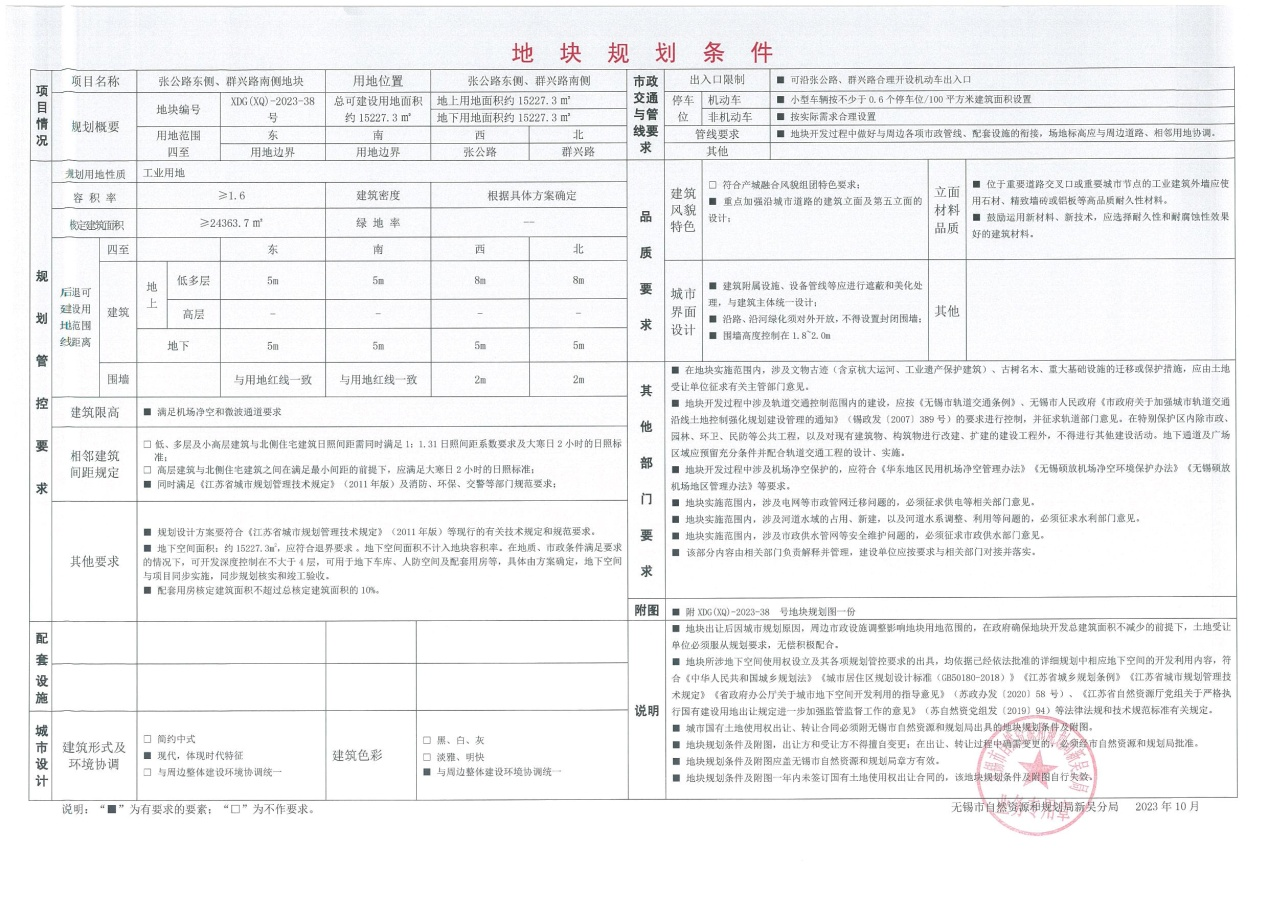 地块规划条件
项目情况
项目名称 张公路东侧、群兴路南侧地块 用地位置 张公路东侧、群兴路南侧
规划概要
地块编号 XDG(XQ)-2023-38号 总可建设用地面积约 15227.3 ㎡ 地上用地面积约 15227.3 ㎡
地下用地面积约 15227.3 ㎡
用地范围四至 东 南 西 北
用地边界 用地边界 张公路 群兴路
规划管控要求
规划用地性质 工业用地
容积率 ≥1.6 建筑密度 根据具体方案确定
核定建筑面积 ≥24363.7 ㎡ 绿地率 ——
后退可建设用地范围线距离
四至 东 南 西 北
建筑 地上 低多层 5m 5m 8m 8m
高层 - - - -
地下 5m 5m 5m 5m
围墙 与用地红线一致 与用地红线一致 2m 2m
建筑限高 ■ 满足机场净空和微波通道要求
相邻建筑间距规定
□ 低、多层及小高层建筑与北侧住宅建筑日照间距需同时满足 1：1.31 日照间距系数要求及大寒日 2 小时的日照标
准；
□ 高层建筑与北侧住宅建筑之间在满足最小间距的前提下，应满足大寒日 2 小时的日照标准；
■ 同时满足《江苏省城市规划管理技术规定》（2011 年版）及消防、环保、交警等部门规范要求；
其他要求
■ 规划设计方案要符合《江苏省城市规划管理技术规定》（2011 年版）等现行的有关技术规定和规范要求。
■ 地下空间面积：约 15227.3㎡，应符合退界要求 。地下空间面积不计入地块容积率。在地质、市政条件满足要求
的情况下，可开发深度控制在不大于 4 层，可用于地下车库、人防空间及配套用房等，具体由方案确定，地下空间
与项目同步实施，同步规划核实和竣工验收。
■ 配套用房核定建筑面积不超过总核定建筑面积的 10%。
配套设施
城市设计
建筑形式及环境协调
□ 简约中式
■ 现代，体现时代特征
□ 与周边整体建设环境协调统一
建筑色彩
□ 黑、白、灰
□ 淡雅、明快
■ 与周边整体建设环境协调统一
市政交通与管线要求
出入口限制 ■ 可沿张公路、群兴路合理开设机动车出入口
停车位 机动车 ■ 小型车辆按不少于 0.6 个停车位/100 平方米建筑面积设置
非机动车 ■ 按实际需求合理设置
管线要求 ■ 地块开发过程中做好与周边各项市政管线、配套设施的衔接，场地标高应与周边道路、相邻用地协调。
其他
品质要求
建筑风貌特色
□ 符合产城融合风貌组团特色要求；
■ 重点加强沿城市道路的建筑立面及第五立面的
设计；
立面材料品质
■ 位于重要道路交叉口或重要城市节点的工业建筑外墙应使
用石材、精致墙砖或铝板等高品质耐久性材料。
■ 鼓励运用新材料、新技术，应选择耐久性和耐腐蚀性效果
好的建筑材料。
城市界面设计
■ 建筑附属设施、设备管线等应进行遮蔽和美化处
理，与建筑主体统一设计；
■ 沿路、沿河绿化须对外开放，不得设置封闭围墙；
■ 围墙高度控制在 1.8~2.0m
其他
其他部门要求
■ 在地块实施范围内，涉及文物古迹（含京杭大运河、工业遗产保护建筑）、古树名木、重大基础设施的迁移或保护措施，应由土地
受让单位征求有关主管部门意见。
■ 地块开发过程中涉及轨道交通控制范围内的建设，应按《无锡市轨道交通条例》、无锡市人民政府《市政府关于加强城市轨道交通
沿线土地控制强化规划建设管理的通知》（锡政发〔2007〕389 号）的要求进行控制，并征求轨道部门意见。在特别保护区内除市政、
园林、环卫、民防等公共工程，以及对现有建筑物、构筑物进行改建、扩建的建设工程外，不得进行其他建设活动。地下通道及广场
区域应预留充分条件并配合轨道交通工程的设计、实施。
■ 地块开发过程中涉及机场净空保护的，应符合《华东地区民用机场净空管理办法》《无锡硕放机场净空环境保护办法》《无锡硕放
机场地区管理办法》等要求。
■ 地块实施范围内，涉及电网等市政管网迁移问题的，必须征求供电等相关部门意见。
■ 地块实施范围内，涉及河道水域的占用、新建，以及河道水系调整、利用等问题的，必须征求水利部门意见。
■ 地块实施范围内，涉及市政供水管网等安全维护问题的，必须征求市政供水部门意见。
■ 该部分内容由相关部门负责解释并管理，建设单位应按要求与相关部门对接并落实。
附图 ■ 附 XDG(XQ)-2023-38 号地块规划图一份
说明
■ 地块出让后因城市规划原因，周边市政设施调整影响地块用地范围的，在政府确保地块开发总建筑面积不减少的前提下，土地受让
单位必须服从规划要求，无偿积极配合。
■ 地块所涉地下空间使用权设立及其各项规划管控要求的出具，均依据已经依法批准的详细规划中相应地下空间的开发利用内容，符
合《中华人民共和国城乡规划法》《城市居住区规划设计标准（GB50180-2018）》《江苏省城乡规划条例》《江苏省城市规划管理技
术规定》《省政府办公厅关于城市地下空间开发利用的指导意见》（苏政办发〔2020〕58 号）、《江苏省自然资源厅党组关于严格执
行国有建设用地出让规定进一步加强监管监督工作的意见》（苏自然资党组发〔2019〕94）等法律法规和技术规范标准有关规定。
■ 城市国有土地使用权出让、转让合同必须附无锡市自然资源和规划局出具的地块规划条件及附图。
■ 地块规划条件及附图，出让方和受让方不得擅自变更；在出让、转让过程中确需变更的，必须经市自然资源和规划局批准。
■ 地块规划条件及附图应盖无锡市自然资源和规划局章方有效。
■ 地块规划条件及附图一年内未签订国有土地使用权出让合同的，该地块规划条件及附图自行失效。
说明：“■”为有要求的要素；“□”为不作要求。
无锡市自然资源和规划局新吴分局 2023 年 10 月